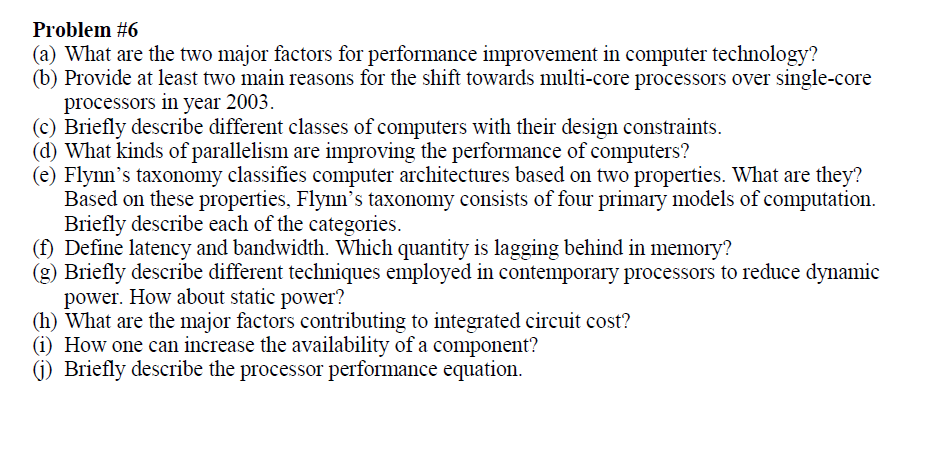 Problem #6
(a) What are the two major factors for performance improvement in computer technology?
(b) Provide at least two main reasons for the shift towards multi-core processors over single-core
processors in year 2003.
(c) Briefly describe different classes of computers with their design constraints.
(d) What kinds of parallelism are improving the performance of computers?
(e) Flynn's taxonomy classifies computer architectures based on two properties. What are they?
Based on these properties, Flynn's taxonomy consists of four primary models of computation.
Briefly describe each of the categories.
(f) Define latency and bandwidth. Which quantity is lagging behind in memory?
(g) Briefly describe different techniques employed in contemporary processors to reduce dynamic
power. How about static power?
(h) What are the major factors contributing to integrated circuit cost?
(i) How one can increase the availability of a component?
(j) Briefly describe the processor performance equation.